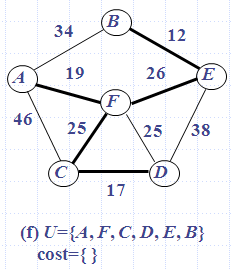 B
34
12
A
19
26
E
F
46
25
25
38
C
D
17
(f) U={A, F, C, D, E, B}
cost={ }